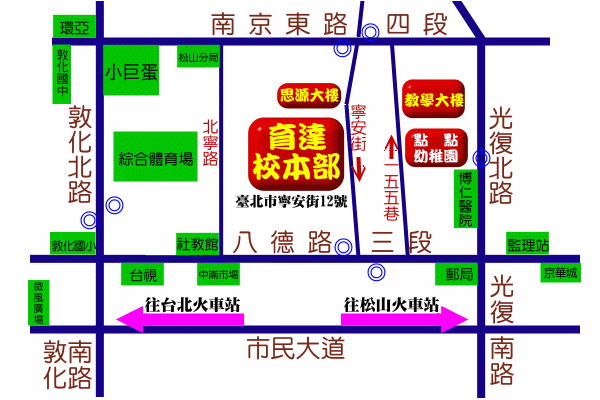 南京東路四段
環亞
敦化國中
小巨蛋
松山分局
思源大樓
教學大樓
敦化北路
北寧路
寧安街
光復北路
育達
校本部
點 點
幼稚園
綜合體育場
一五五巷
博仁醫院
臺北市寧安街12號
敦化國小
社教館
八德路三段
監理站
台視
中崙市場
郵局
京華城
微風廣場
往台北火車站
往松山火車站
光復南路
敦化南路
市民大道